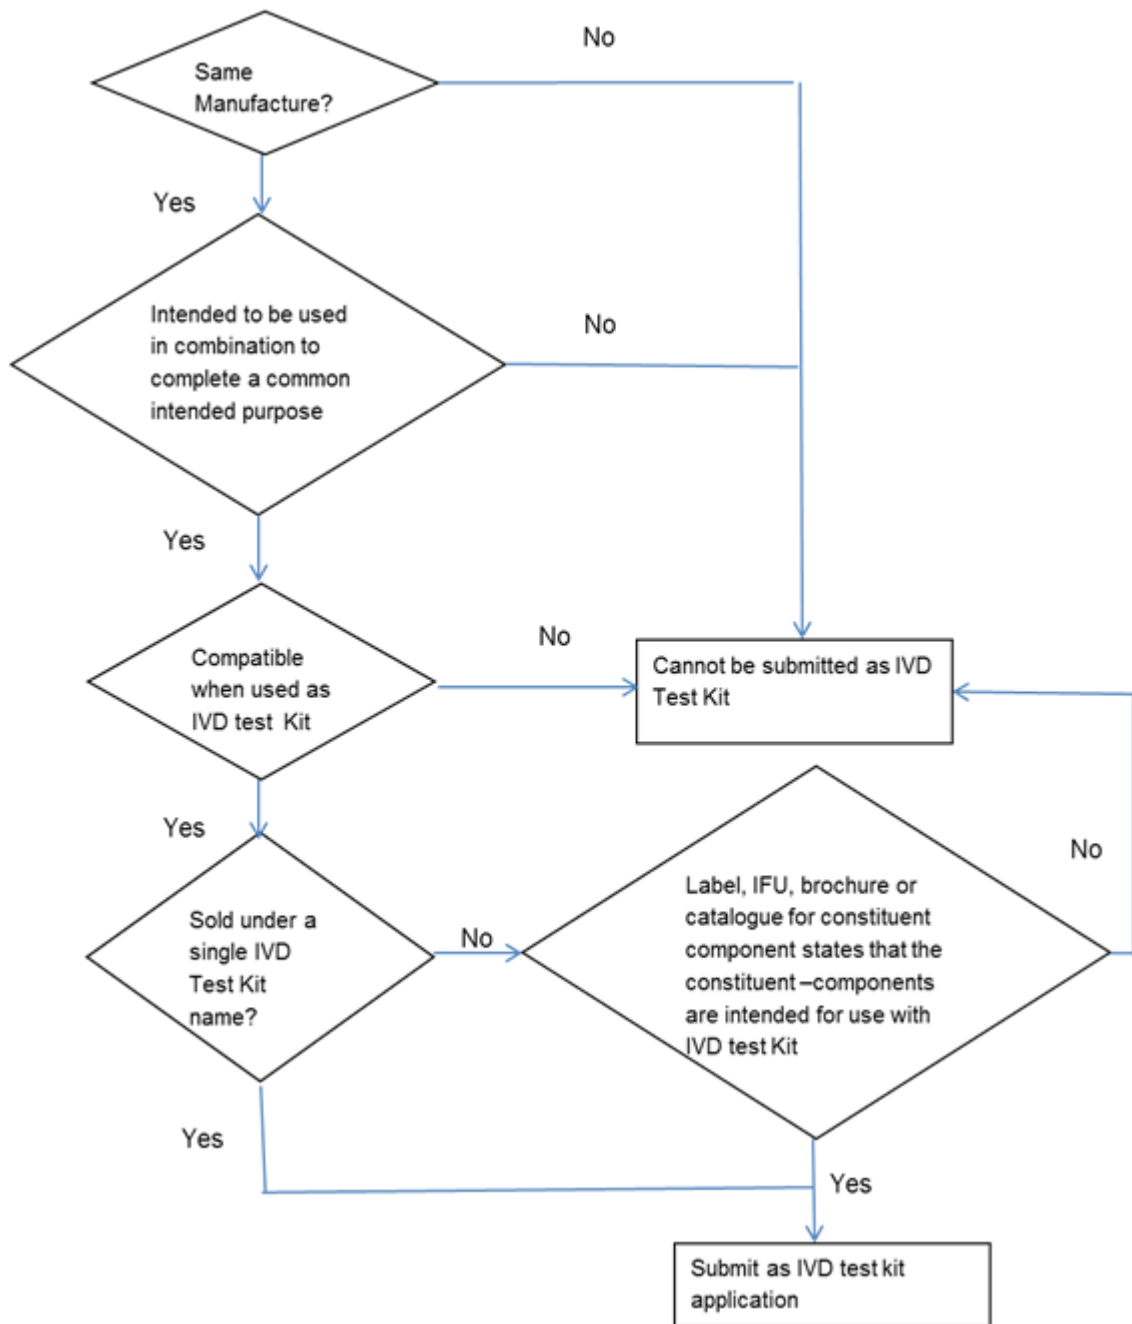 No
Same
Manufacture?
Yes
Intended to be used
in combination to
complete a common
intended purpose
No
Yes
Compatible
when used as
IVD test Kit
No
Cannot be submitted as IVD
Test Kit
Yes
Sold under a
single IVD
Test Kit
name?
No
Label, IFU, brochure or
catalogue for constituent
component states that the
constituent –components
are intended for use with
IVD test Kit
No
Yes
Yes
Submit as IVD test kit
application